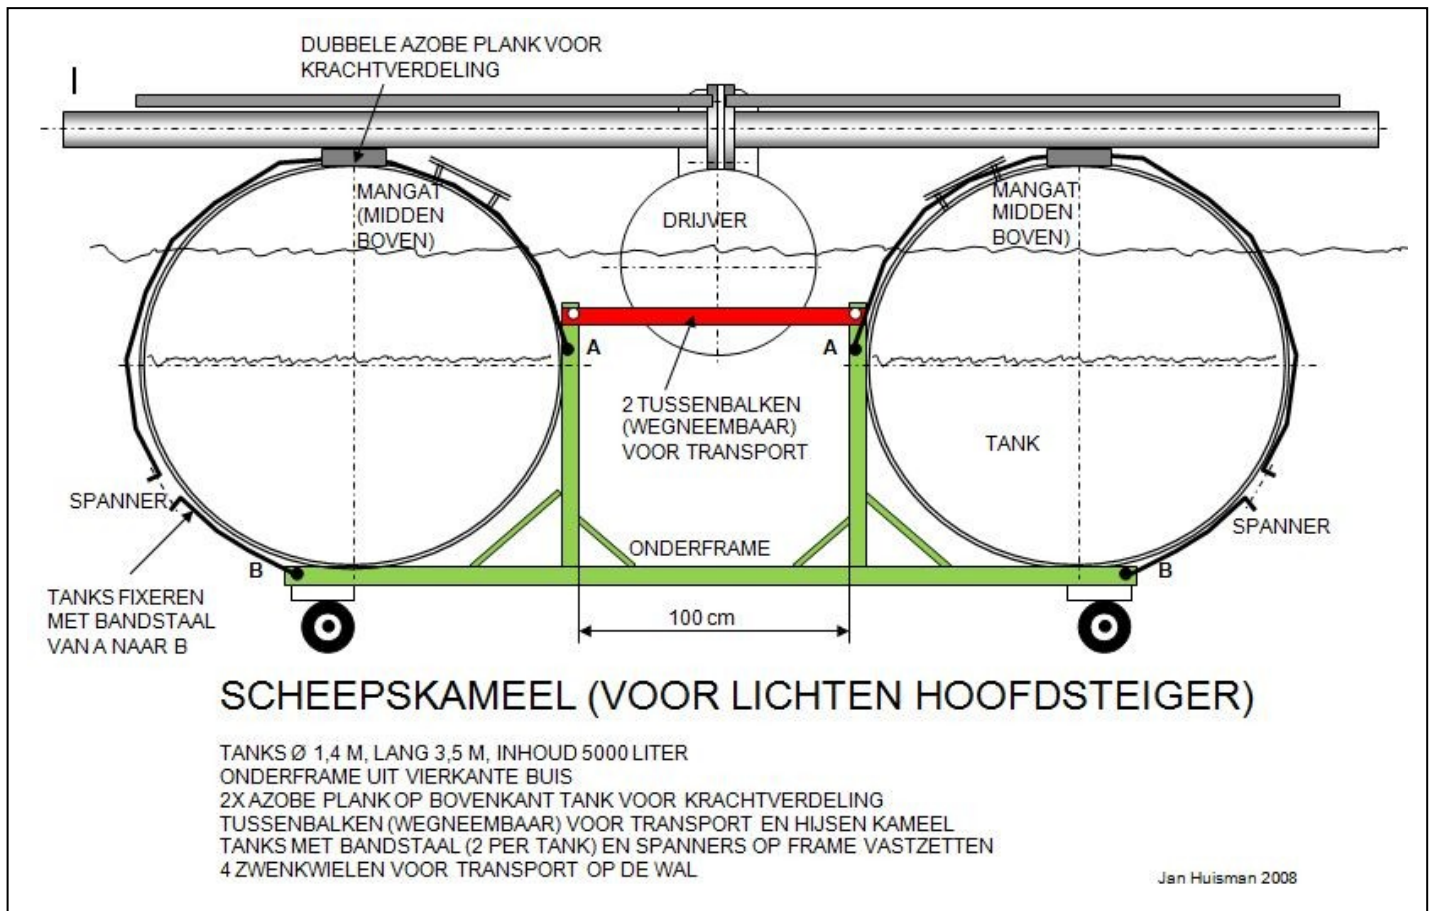 DUBBELE AZOBE PLANK VOOR
KRACHTVERDELING
MANGAT
(MIDDEN
BOVEN)
DRIJVER
MANGAT
MIDDEN
BOVEN)
A
A
2 TUSSENBALKEN
(WEGNEEMBAAR)
VOOR TRANSPORT
TANK
SPANNER
SPANNER
ONDERFRAME
B
B
TANKS FIXEREN
MET BANDSTAAL
VAN A NAAR B
100 cm
SCHEEPSKAMEEL (VOOR LICHTEN HOOFDSTEIGER)
TANKS Ø 1,4 M, LANG 3,5 M, INHOUD 5000 LITER
ONDERFRAME UIT VIERKANTE BUIS
2X AZOBE PLANK OP BOVENKANT TANK VOOR KRACHTVERDELING
TUSSENBALKEN (WEGNEEMBAAR) VOOR TRANSPORT EN HIJSEN KAMEEL
TANKS MET BANDSTAAL (2 PER TANK) EN SPANNERS OP FRAME VASTZETTEN
4 ZWENKWIELEN VOOR TRANSPORT OP DE WAL
Jan Huisman 2008